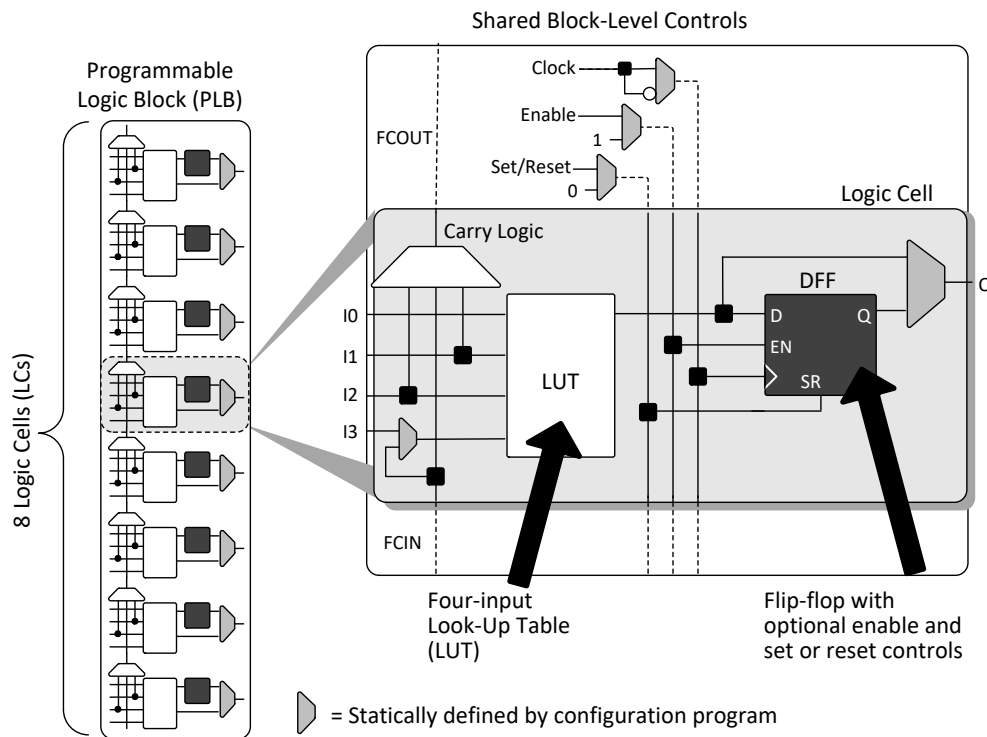 Shared Block-Level Controls
Programmable
Logic Block (PLB)
8 Logic Cells (LCs)
Clock
Enable
1
FCOUT
Set/Reset
0
Logic Cell
Carry Logic
I0
I1
I2
I3
LUT
DFF
D
Q
EN
SR
O
FCIN
Four-input
Look-Up Table
(LUT)
Flip-flop with
optional enable and
set or reset controls
= Statically defined by configuration program